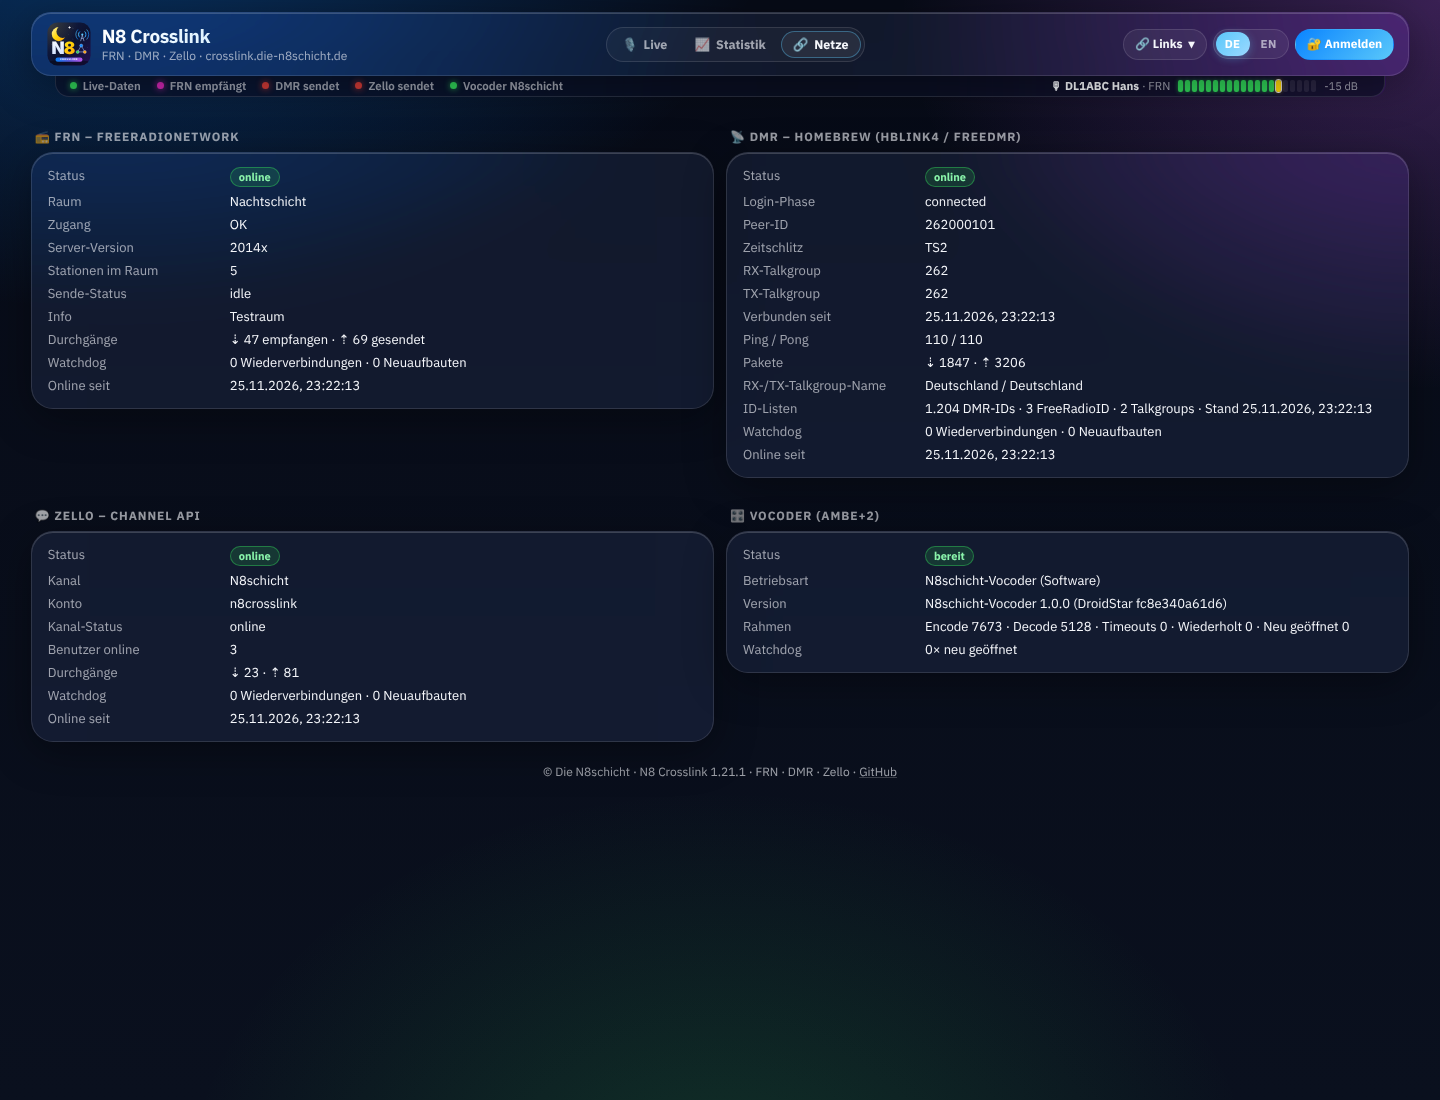 N8 Crosslink
FRN · DMR · Zello · crosslink.die-n8schicht.de
Live
Statistik
Netze
Links ▾
DE
EN
Anmelden
Live-Daten
FRN empfängt
DMR sendet
Zello sendet
Vocoder N8schicht
DL1ABC Hans · FRN
-15 dB
FRN – FREERADIONETWORK
Status online
Raum Nachtschicht
Zugang OK
Server-Version 2014x
Stationen im Raum 5
Sende-Status idle
Info Testraum
Durchgänge ↓ 47 empfangen · ↑ 69 gesendet
Watchdog 0 Wiederverbindungen · 0 Neuaufbauten
Online seit 25.11.2026, 23:22:13
DMR – HOMEBREW (HBLINK4 / FREEDMR)
Status online
Login-Phase connected
Peer-ID 262000101
Zeitschlitz TS2
RX-Talkgroup 262
TX-Talkgroup 262
Verbunden seit 25.11.2026, 23:22:13
Ping / Pong 110 / 110
Pakete ↓ 1847 · ↑ 3206
RX-/TX-Talkgroup-Name Deutschland / Deutschland
ID-Listen 1.204 DMR-IDs · 3 FreeRadioID · 2 Talkgroups · Stand 25.11.2026, 23:22:13
Watchdog 0 Wiederverbindungen · 0 Neuaufbauten
Online seit 25.11.2026, 23:22:13
ZELLO – CHANNEL API
Status online
Kanal N8schicht
Konto n8crosslink
Kanal-Status online
Benutzer online 3
Durchgänge ↓ 23 · ↑ 81
Watchdog 0 Wiederverbindungen · 0 Neuaufbauten
Online seit 25.11.2026, 23:22:13
VOCODER (AMBE+2)
Status bereit
Betriebsart N8schicht-Vocoder (Software)
Version N8schicht-Vocoder 1.0.0 (DroidStar fc8e340a61d6)
Rahmen Encode 7673 · Decode 5128 · Timeouts 0 · Wiederholt 0 · Neu geöffnet 0
Watchdog 0× neu geöffnet
© Die N8schicht · N8 Crosslink 1.21.1 · FRN · DMR · Zello · GitHub